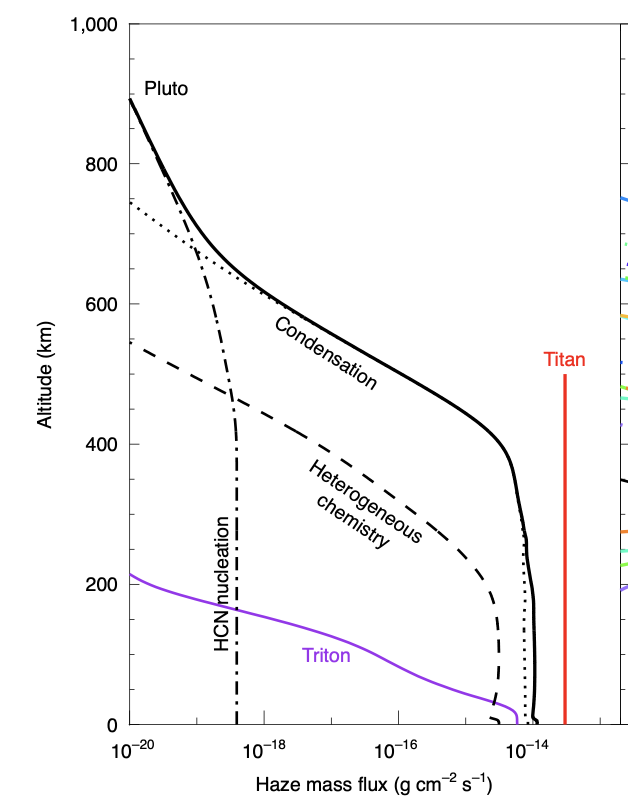 1,000
800
600
400
200
0
Altitude (km)
Pluto
Condensation
Titan
Heterogeneous
chemistry
HCN nucleation
Triton
10⁻²⁰
10⁻¹⁸
10⁻¹⁶
10⁻¹⁴
Haze mass flux (g cm⁻² s⁻¹)